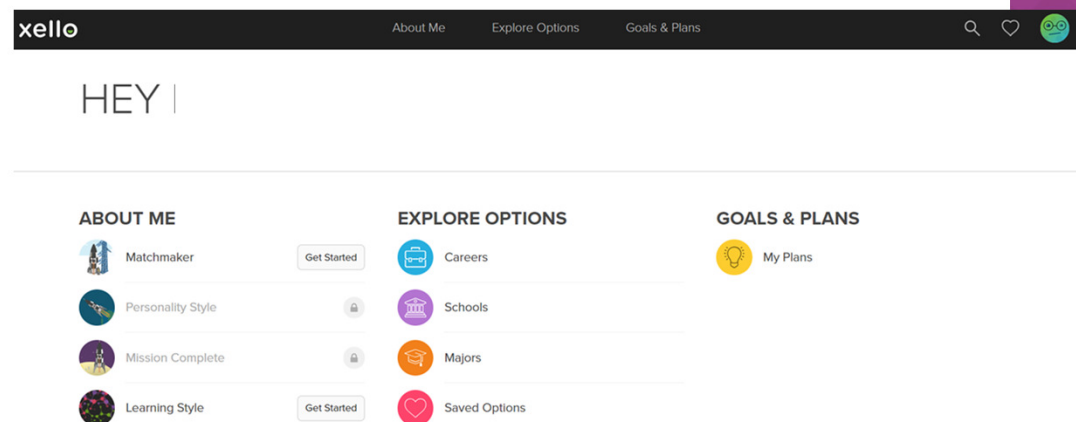 xello
About Me Explore Options Goals & Plans
HEY
ABOUT ME
Matchmaker Get Started
Personality Style
Mission Complete
Learning Style Get Started
EXPLORE OPTIONS
Careers
Schools
Majors
Saved Options
GOALS & PLANS
My Plans